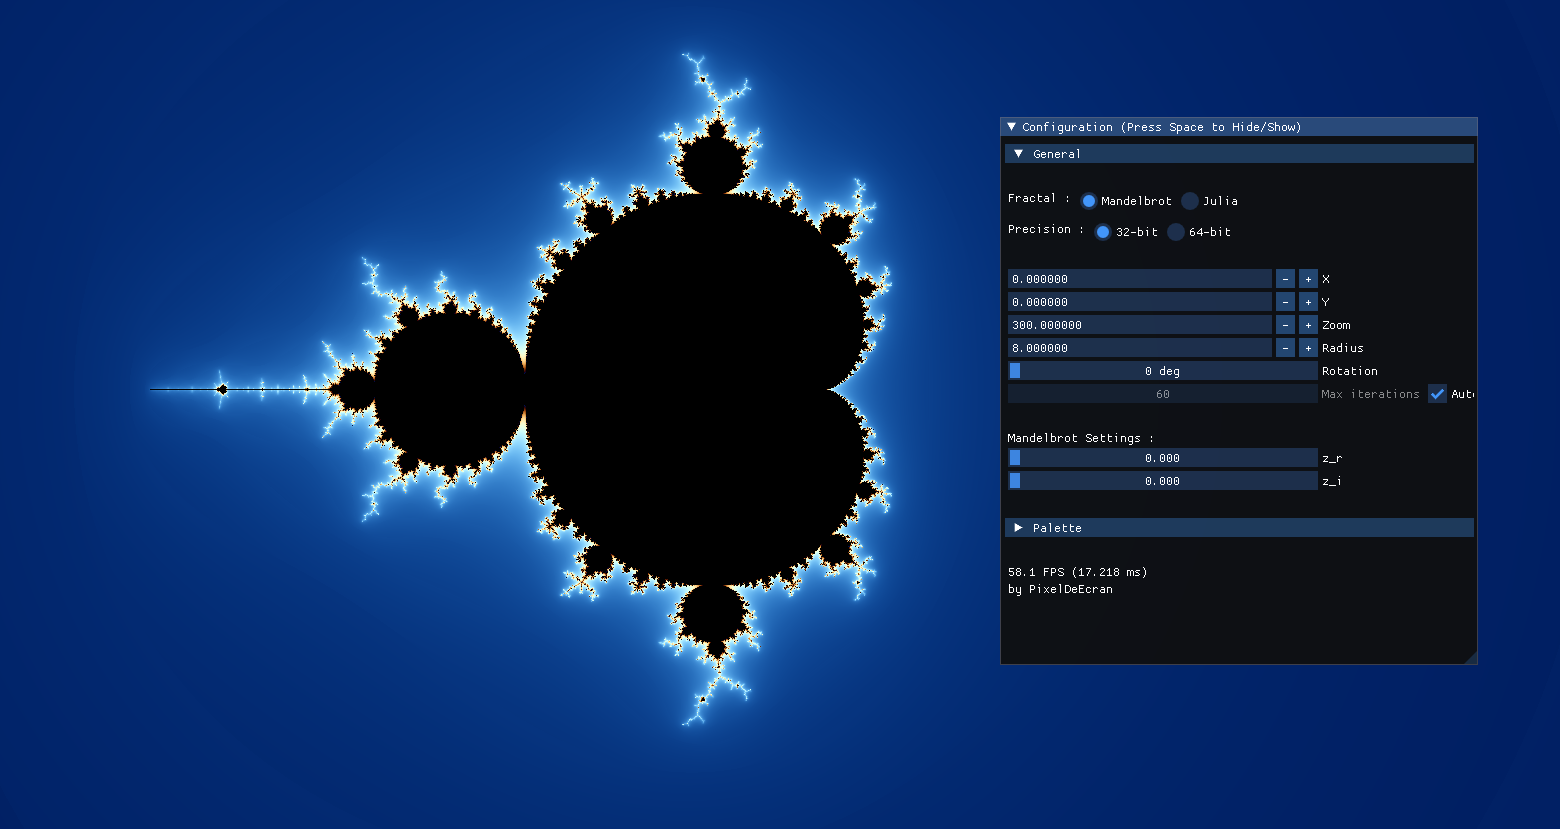 Configuration (Press Space to Hide/Show)
General
Fractal : Mandelbrot Julia
Precision : 32-bit 64-bit
0.000000 - + X
0.000000 - + Y
300.000000 - + Zoom
8.000000 - + Radius
0 deg Rotation
60 Max iterations
Mandelbrot Settings :
0.000 z_r
0.000 z_i
Palette
58.1 FPS (17.218 ms)
by PixelDeEcran